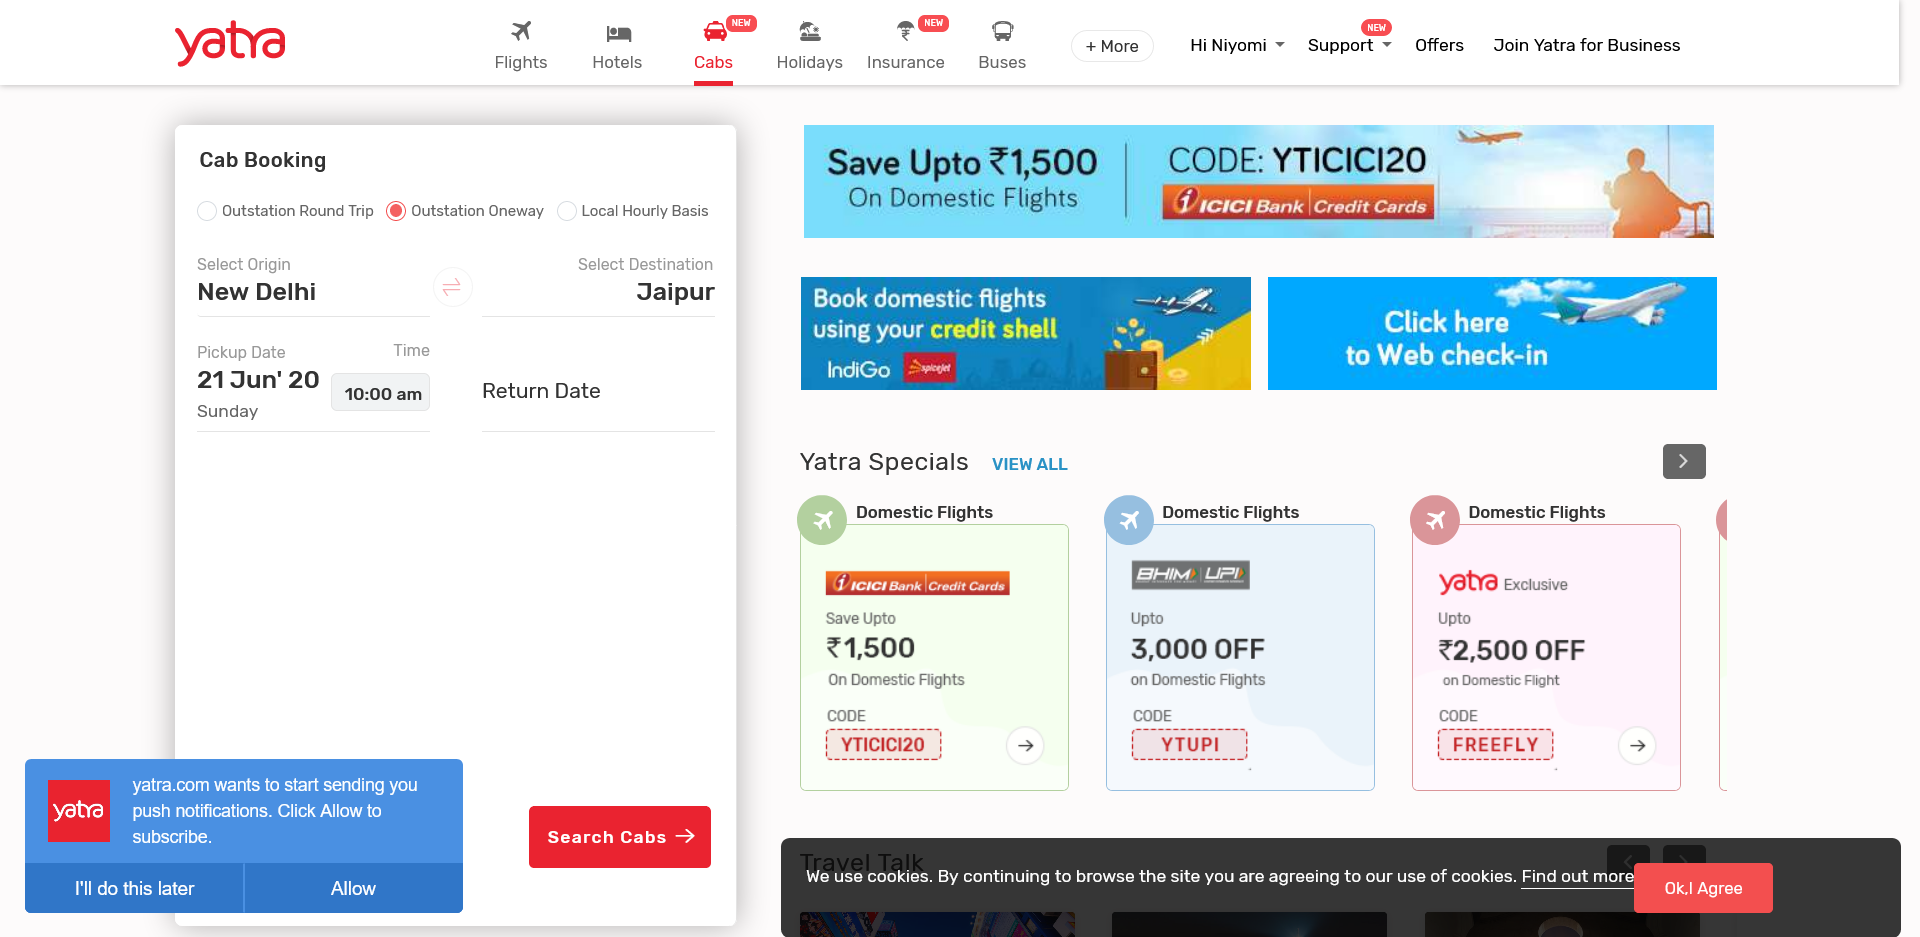 yatra
Flights
Hotels
NEW
Cabs
Holidays
NEW
Insurance
Buses
+ More
Hi Niyomi
NEW
Support
Offers
Join Yatra for Business
Cab Booking
Outstation Round Trip
Outstation Oneway
Local Hourly Basis
Select Origin
New Delhi
Select Destination
Jaipur
Pickup Date
21 Jun' 20
Sunday
Time
10:00 am
Return Date
Search Cabs
yatra
yatra.com wants to start sending you
push notifications. Click Allow to
subscribe.
I'll do this later
Allow
Save Upto ₹1,500
On Domestic Flights
CODE: YTICICI20
ICICI Bank Credit Cards
Book domestic flights
using your credit shell
IndiGo
spicejet
Click here
to Web check-in
Yatra Specials
VIEW ALL
Domestic Flights
ICICI Bank Credit Cards
Save Upto
₹1,500
On Domestic Flights
CODE
YTICICI20
Domestic Flights
BHIM UPI
Upto
3,000 OFF
on Domestic Flights
CODE
YTUPI
Domestic Flights
yatra Exclusive
Upto
₹2,500 OFF
on Domestic Flight
CODE
FREEFLY
Travel Talk
We use cookies. By continuing to browse the site you are agreeing to our use of cookies. Find out more
Ok,I Agree